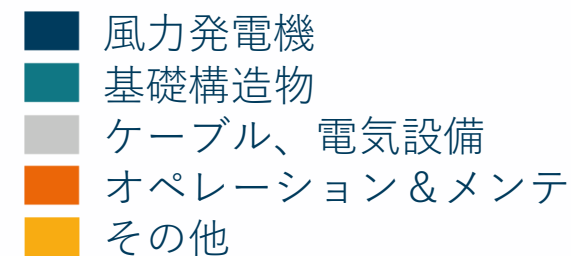 風力発電機
基礎構造物
ケーブル、電気設備
オペレーション＆メンテ
その他